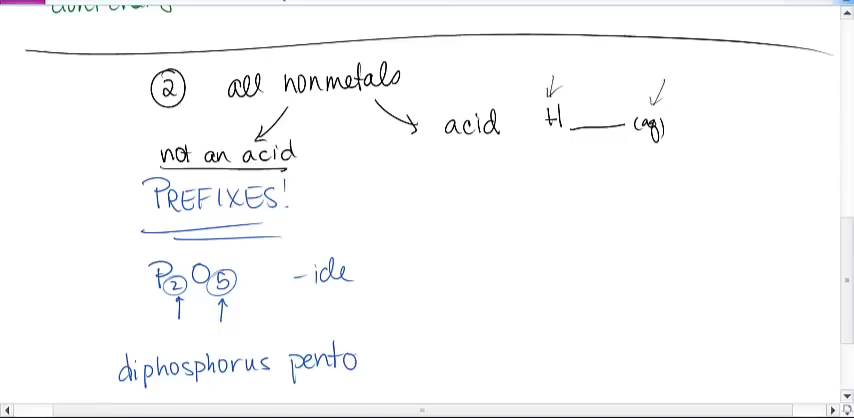 ② all nonmetals
acid H ___ (aq)
not an acid
PREFIXES!
P2O5 -ide
diphosphorus pento